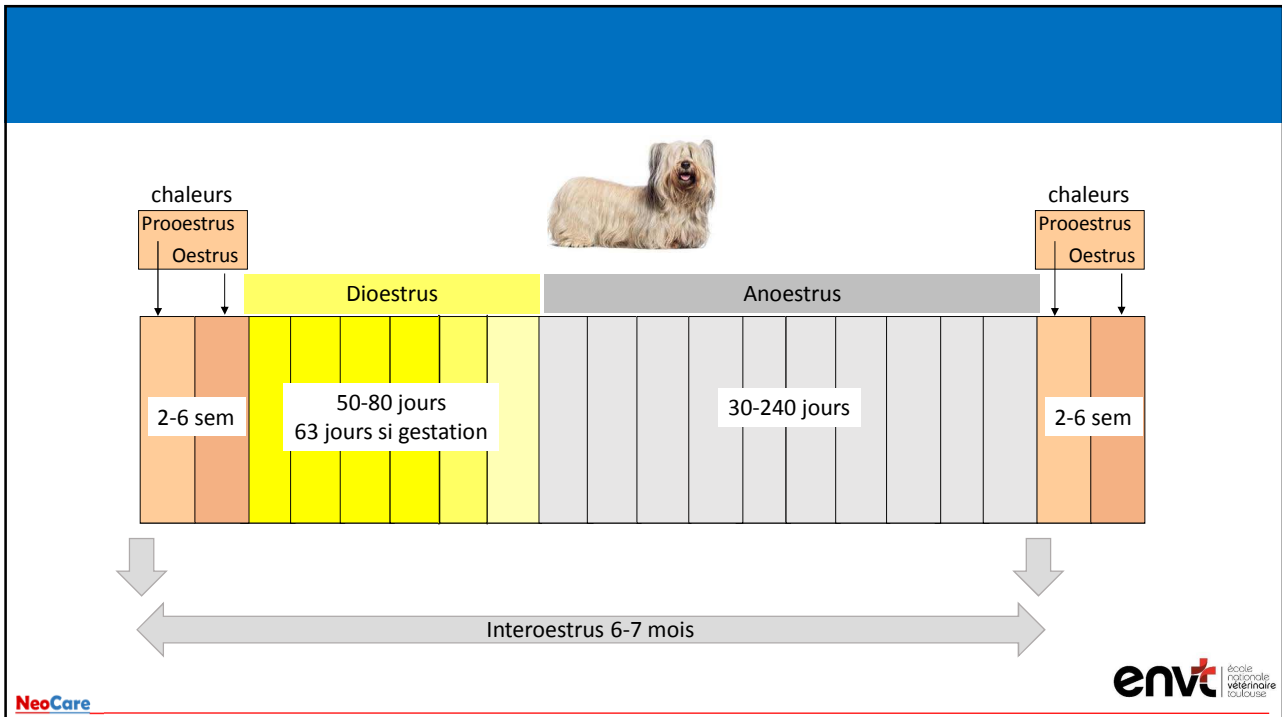 chaleurs
Prooestrus
Oestrus
chaleurs
Prooestrus
Oestrus
Dioestrus
Anoestrus
2-6 sem
50-80 jours
63 jours si gestation
30-240 jours
2-6 sem
Interoestrus 6-7 mois
NeoCare
envt
école
nationale
vétérinaire
toulouse